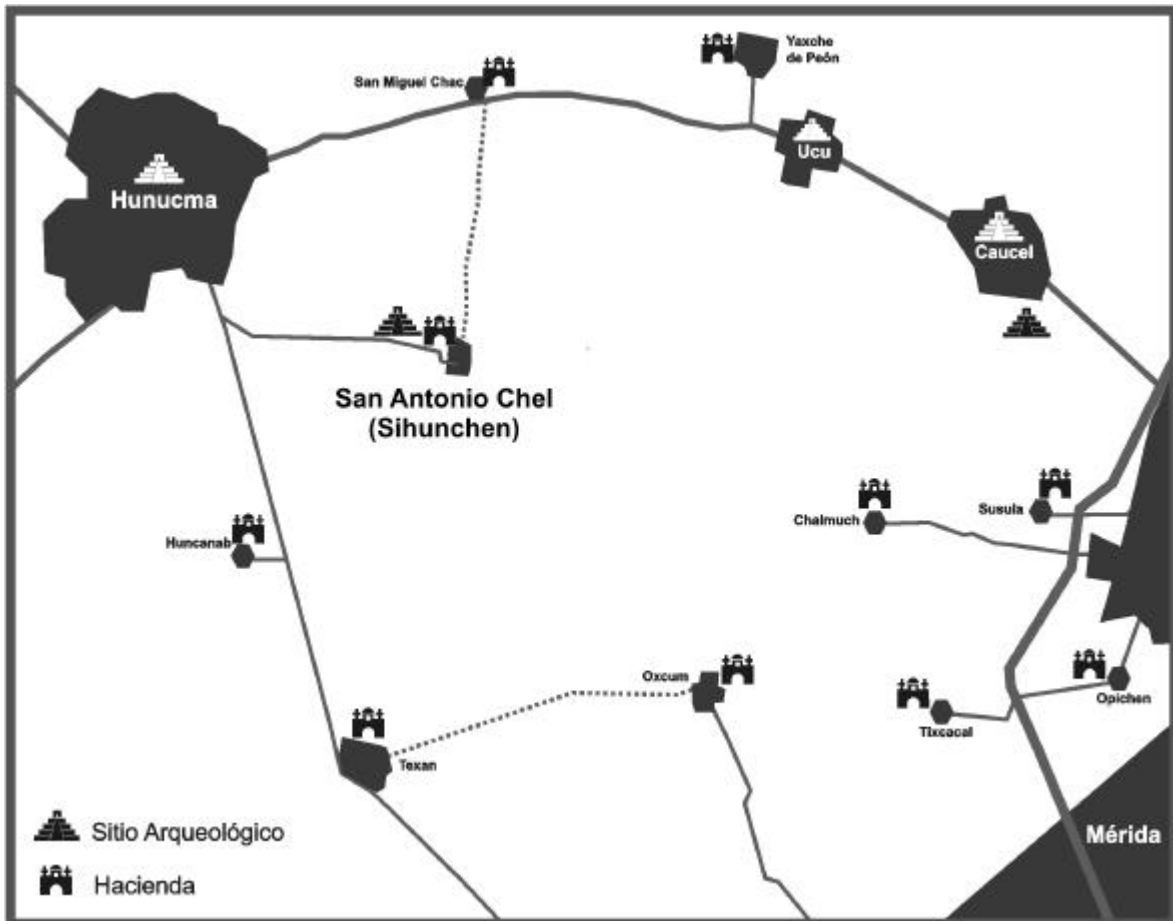 Yaxche
de Peón
San Miguel Chac
Ucu
Hunucma
Caucel
San Antonio Chel
(Sihunchen)
Chalmuch
Susula
Huncanab
Oxcum
Opichen
Tixcacal
Texan
Sitio Arqueológico
Mérida
Hacienda